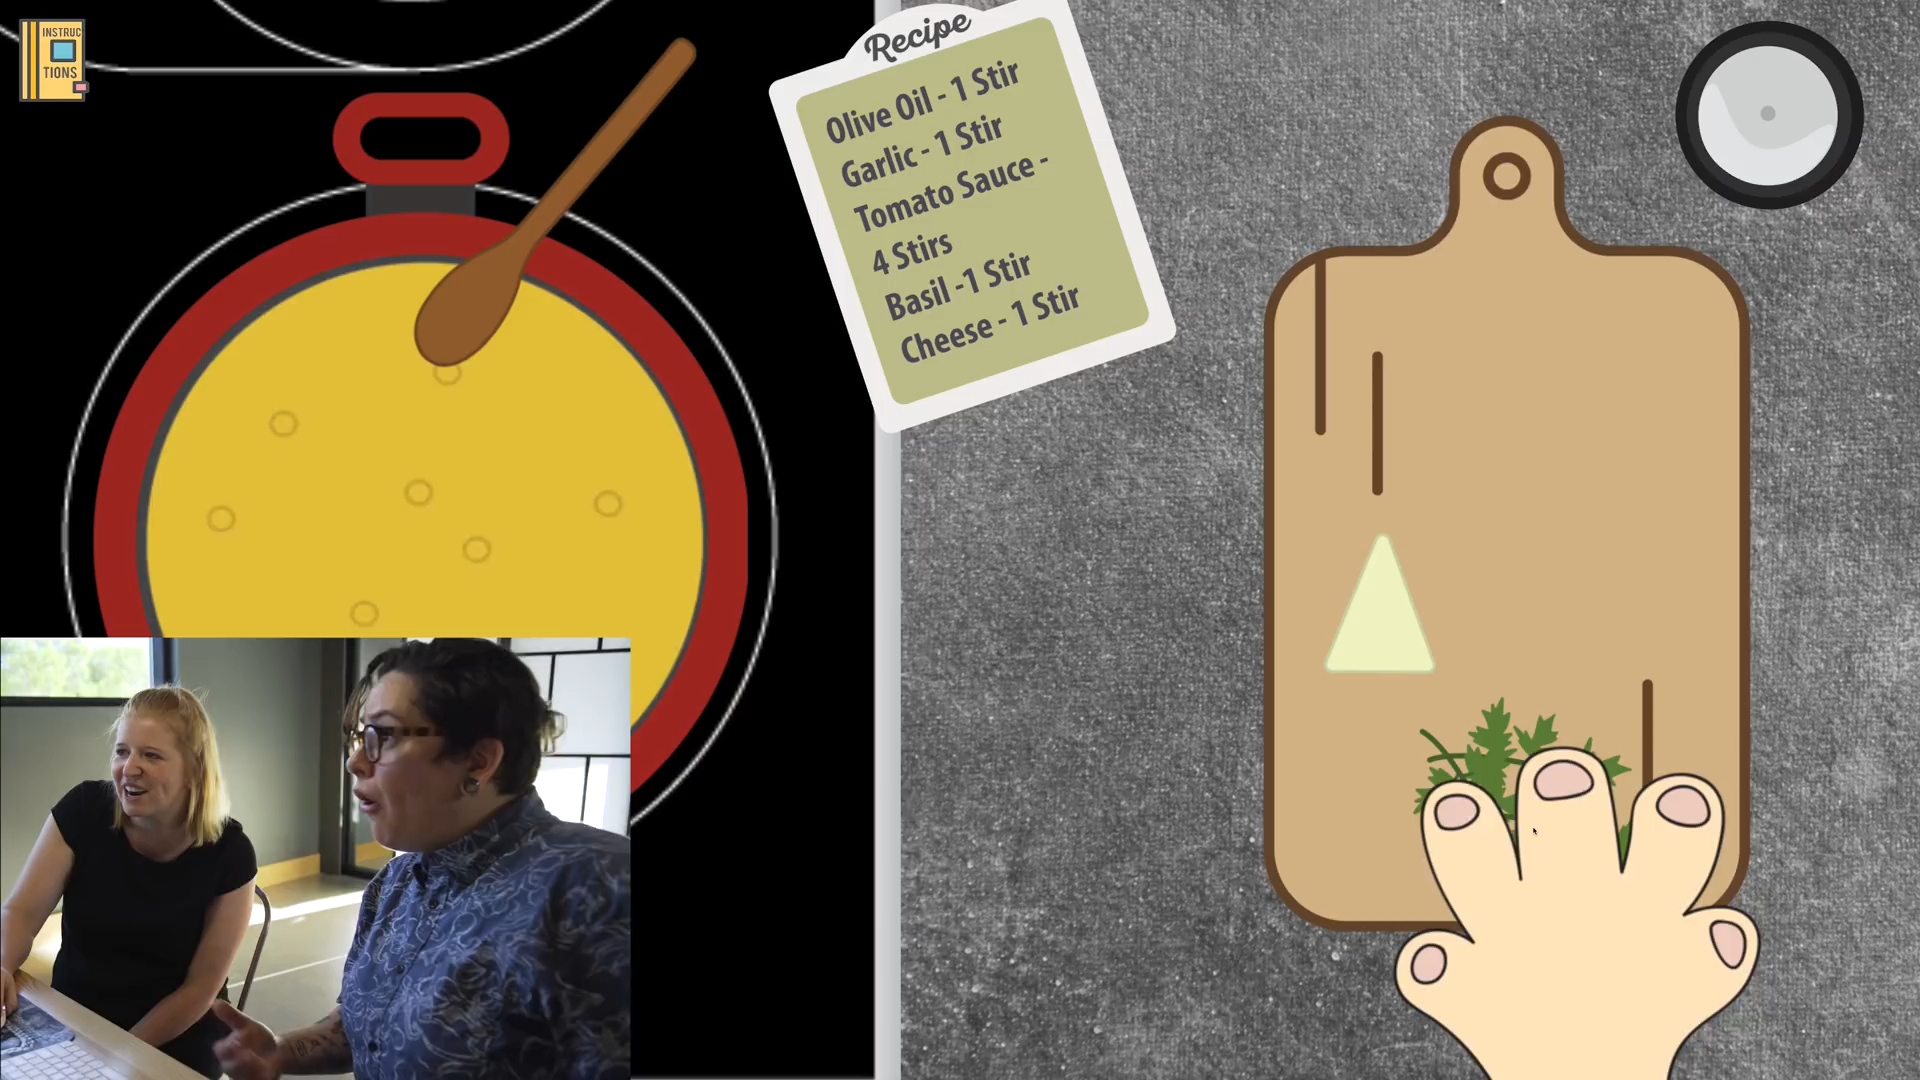 INSTRUC
TIONS
Recipe
Olive Oil - 1 Stir
Garlic - 1 Stir
Tomato Sauce -
4 Stirs
Basil -1 Stir
Cheese - 1 Stir